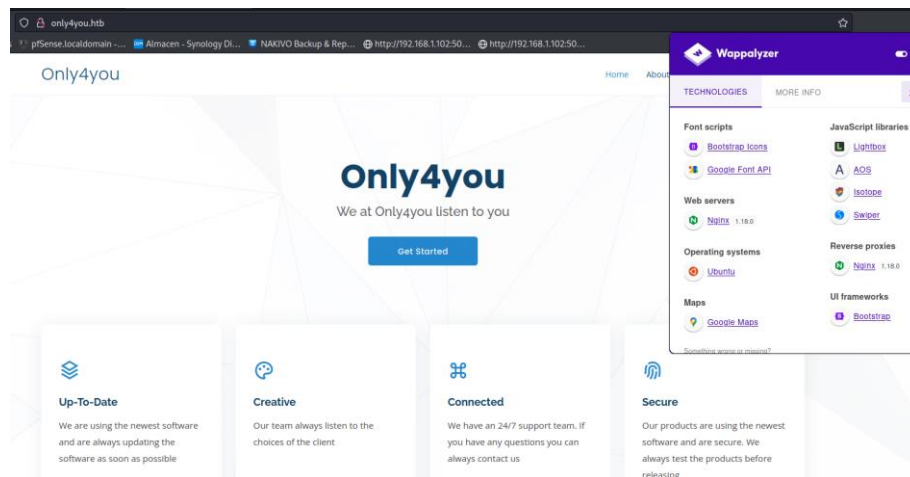 only4you.htb
pfSense.localdomain -... Almacen - Synology Di... NAKIVO Backup & Rep... http://192.168.1.102:50... http://192.168.1.102:50...
Only4you
Home
About
Only4you
We at Only4you listen to you
Get Started
Up-To-Date
We are using the newest software
and are always updating the
software as soon as possible
Creative
Our team always listen to the
choices of the client
Connected
We have an 24/7 support team. If
you have any questions you can
always contact us
Secure
Our products are using the newest
software and are secure. We
always test the products before
releasing
Wappalyzer
TECHNOLOGIES
MORE INFO
Font scripts
Bootstrap Icons
Google Font API
Web servers
Nginx 1.18.0
Operating systems
Ubuntu
Maps
Google Maps
Something wrong or missing?
JavaScript libraries
Lightbox
AOS
Isotope
Swiper
Reverse proxies
Nginx 1.18.0
UI frameworks
Bootstrap